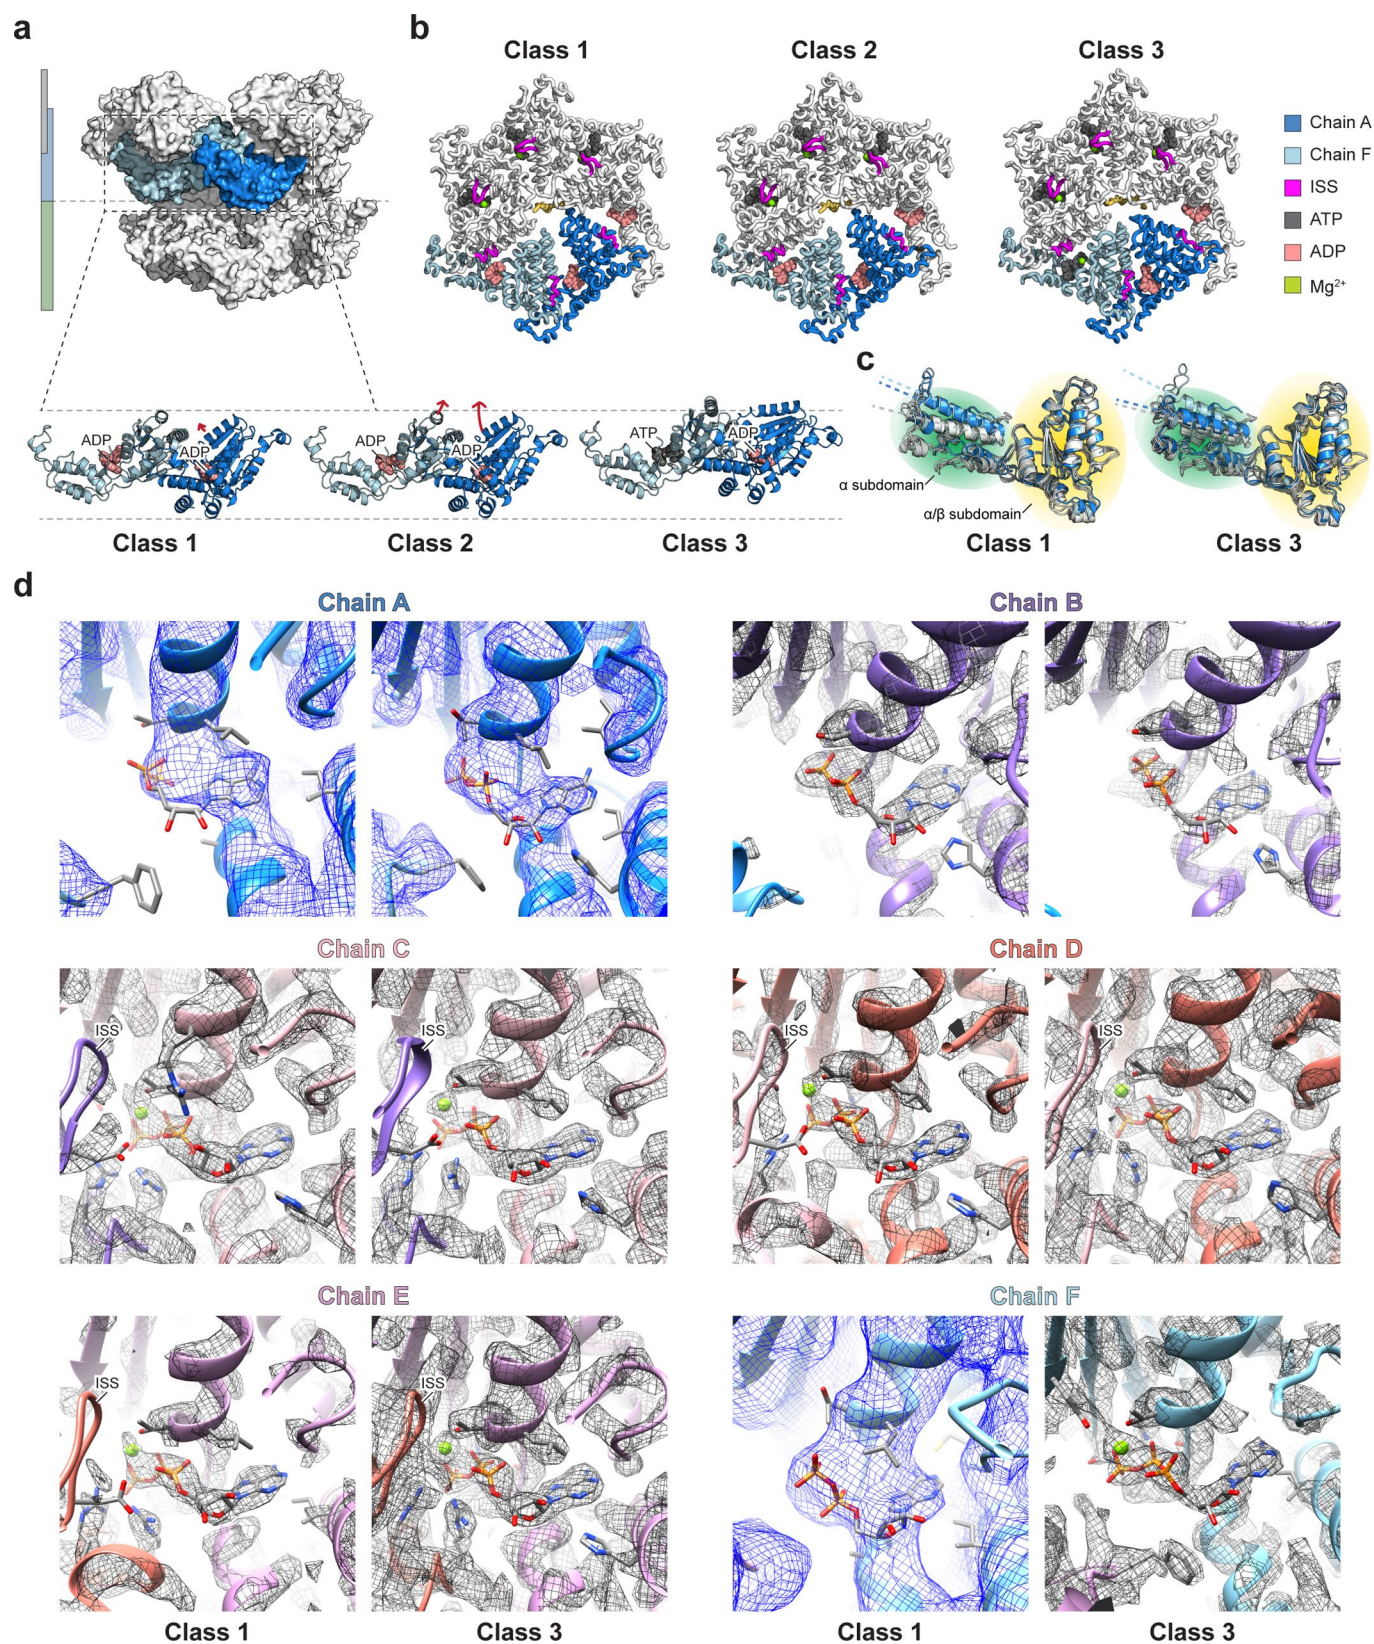 a
b
Class 1
Class 2
Class 3
Chain A
Chain F
ISS
ATP
ADP
Mg²⁺
ADP
ADP
ADP
ADP
ATP
ADP
Class 1
Class 2
Class 3
c
α subdomain
α/β subdomain
Class 1
Class 3
d
Chain A
Chain B
Chain C
Chain D
ISS
ISS
ISS
ISS
Chain E
Chain F
ISS
ISS
Class 1
Class 3
Class 1
Class 3